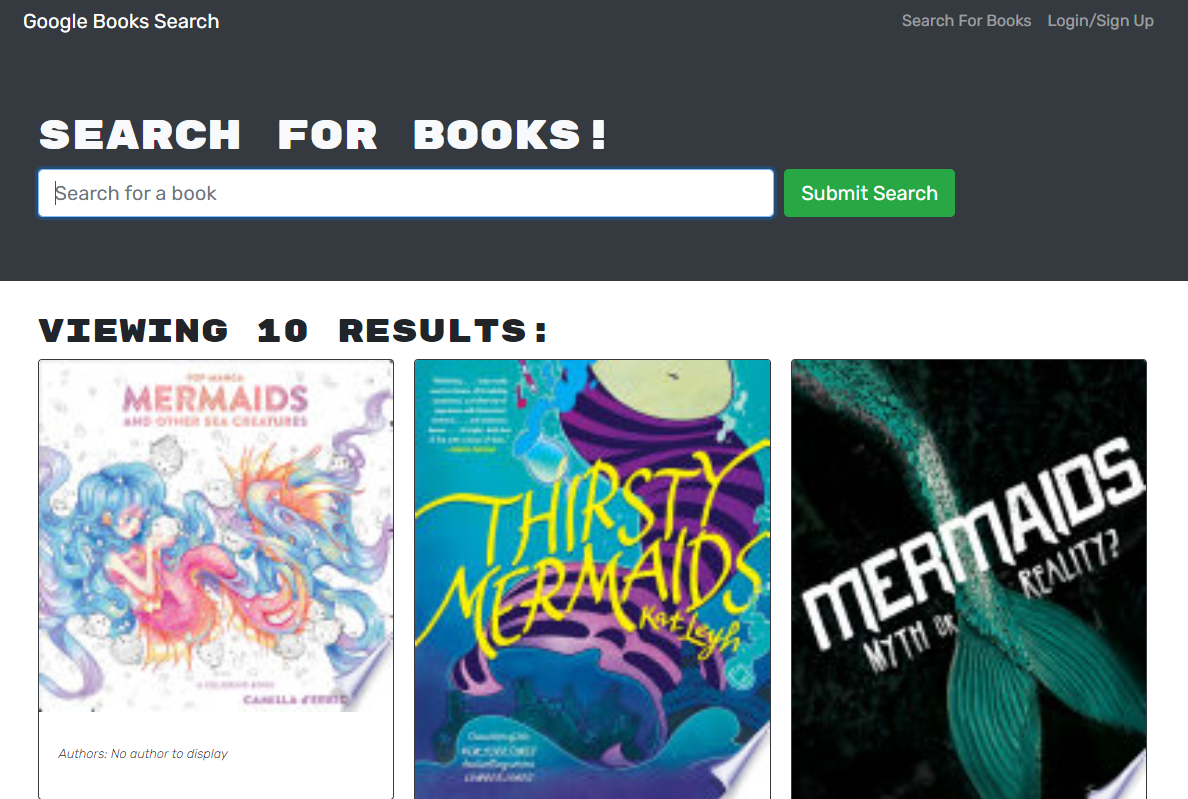 Google Books Search
Search For Books Login/Sign Up
SEARCH FOR BOOKS!
Search for a book
Submit Search
VIEWING 10 RESULTS:
POP MANGA
MERMAIDS
AND OTHER SEA CREATURES
A COLORING BOOK
CAMILLA d'ERRICO
Authors: No author to display
THIRSTY
MERMAIDS
Kat Leyh
MERMAIDS
MYTH OR REALITY?